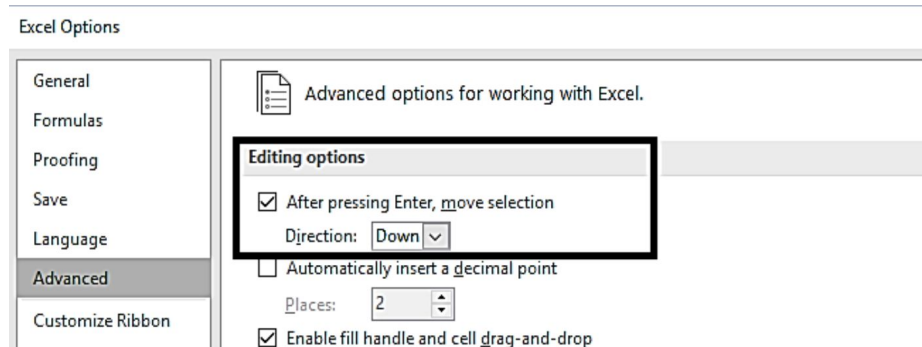 Excel Options
General
Formulas
Proofing
Save
Language
Advanced
Customize Ribbon
Advanced options for working with Excel.
Editing options
After pressing Enter, move selection
Direction: Down
Automatically insert a decimal point
Places: 2
Enable fill handle and cell drag-and-drop